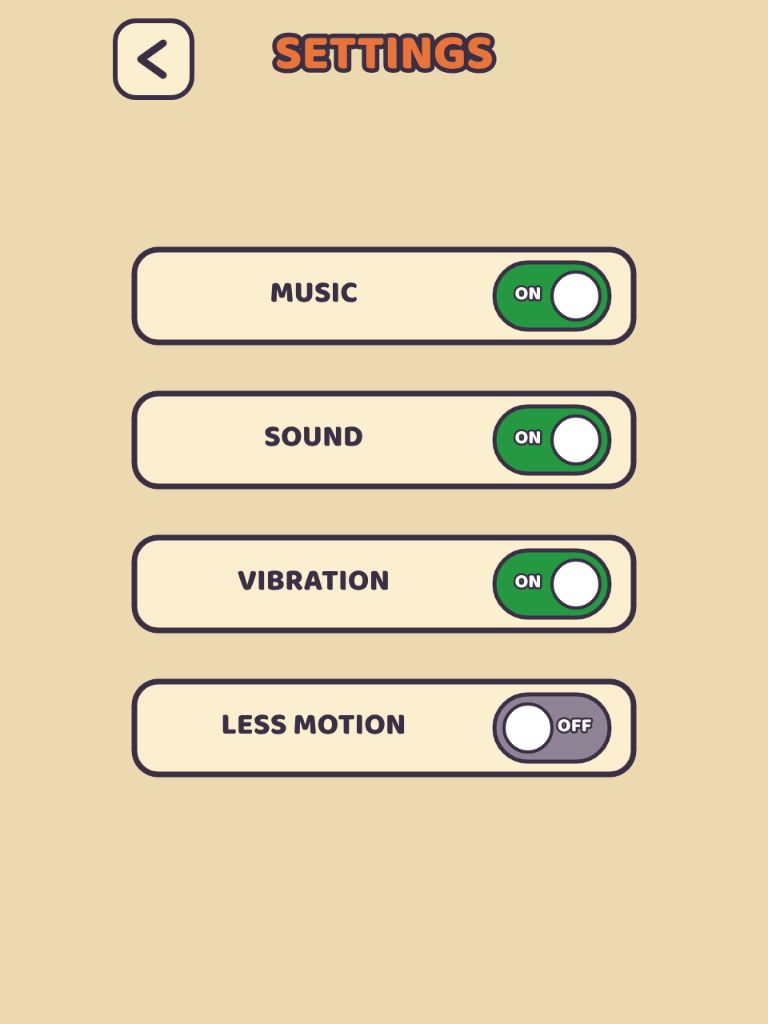 SETTINGS
MUSIC
ON
SOUND
ON
VIBRATION
ON
LESS MOTION
OFF